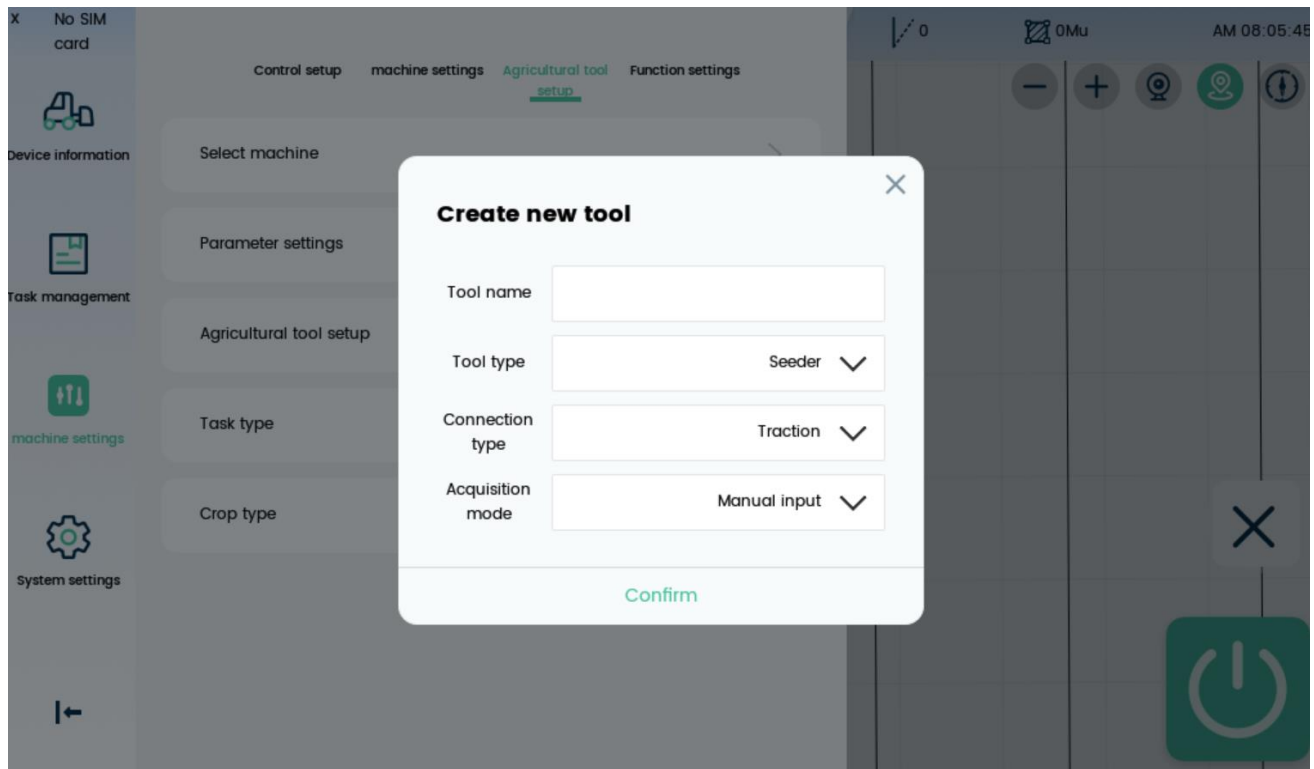 X No SIM
card
0
0Mu
AM 08:05:45
Control setup
machine settings
Agricultural tool
setup
Function settings
Device information
Task management
machine settings
System settings
Select machine
Parameter settings
Agricultural tool setup
Task type
Crop type
Create new tool
Tool name
Tool type
Seeder
Connection
type
Traction
Acquisition
mode
Manual input
Confirm